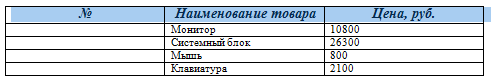 № Наименование товара Цена, руб.
Монитор 10800
Системный блок 26300
Мышь 800
Клавиатура 2100